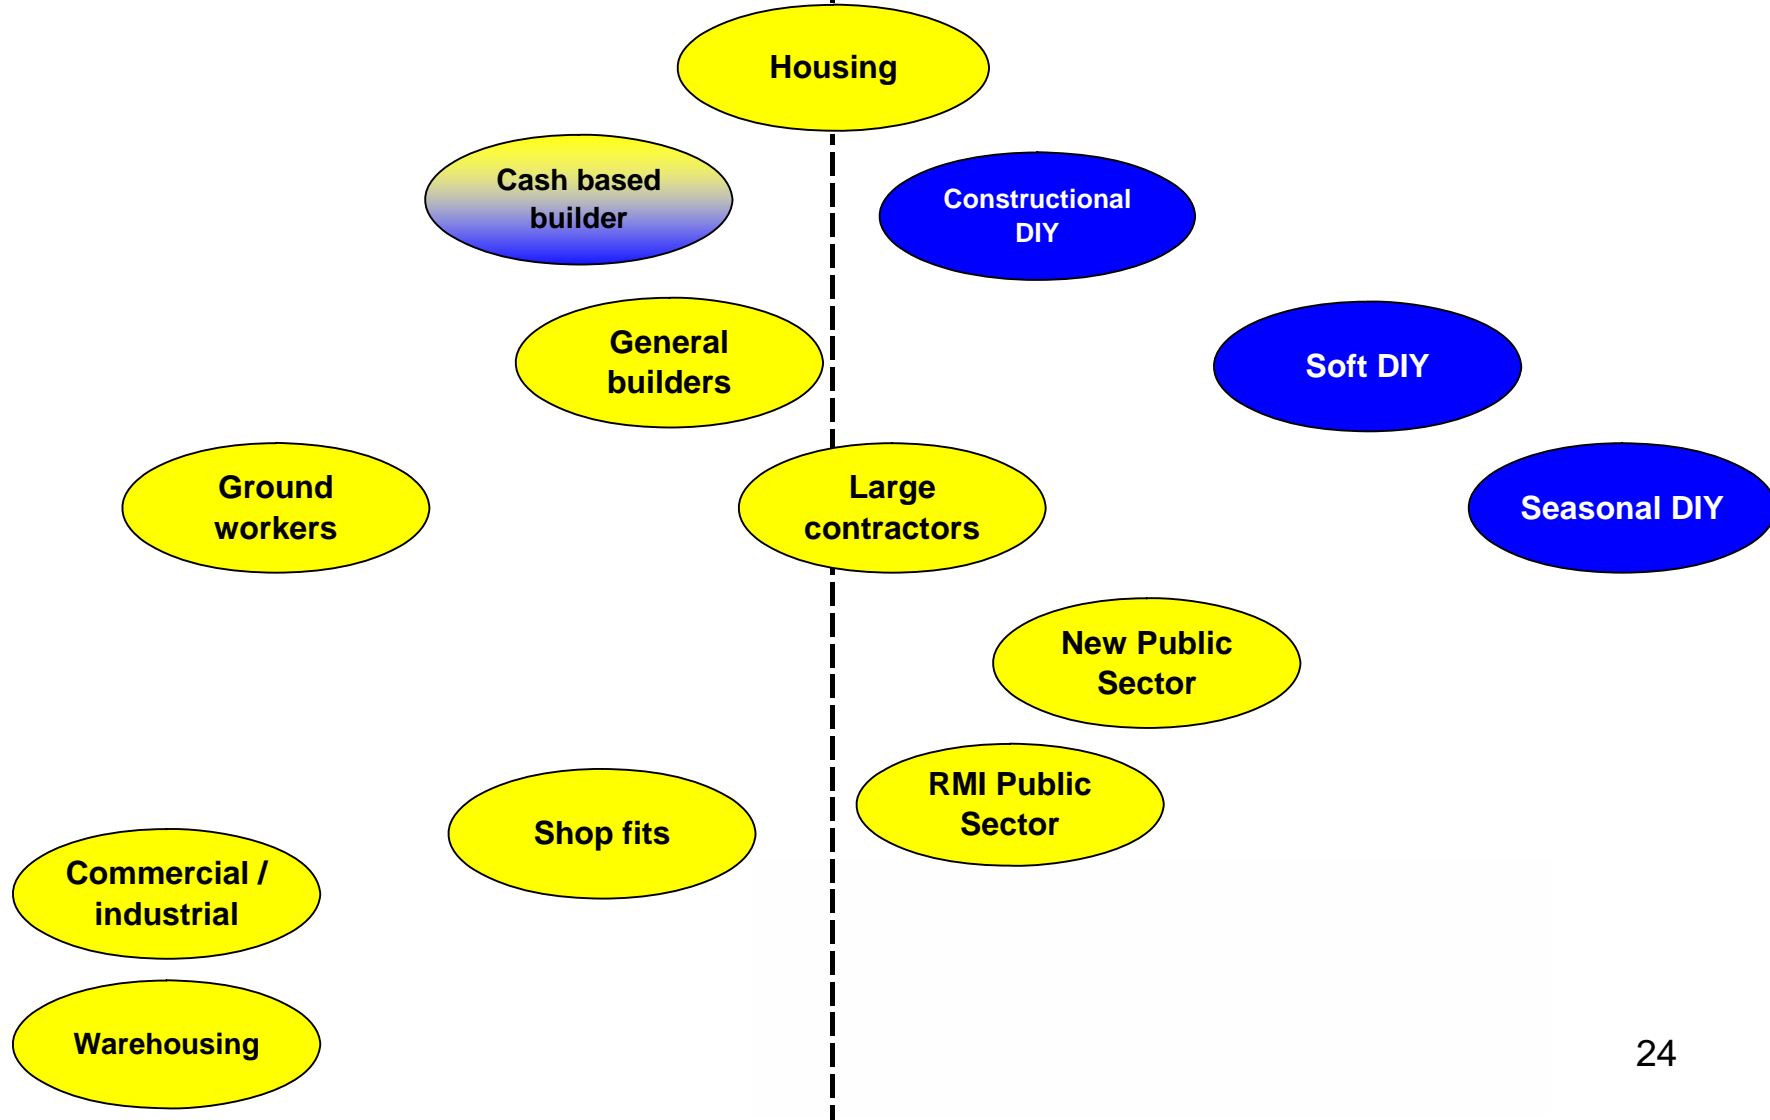 Housing
Cash based
builder
Constructional
DIY
General
builders
Soft DIY
Ground
workers
Large
contractors
Seasonal DIY
New Public
Sector
RMI Public
Sector
Shop fits
Commercial /
industrial
Warehousing
24